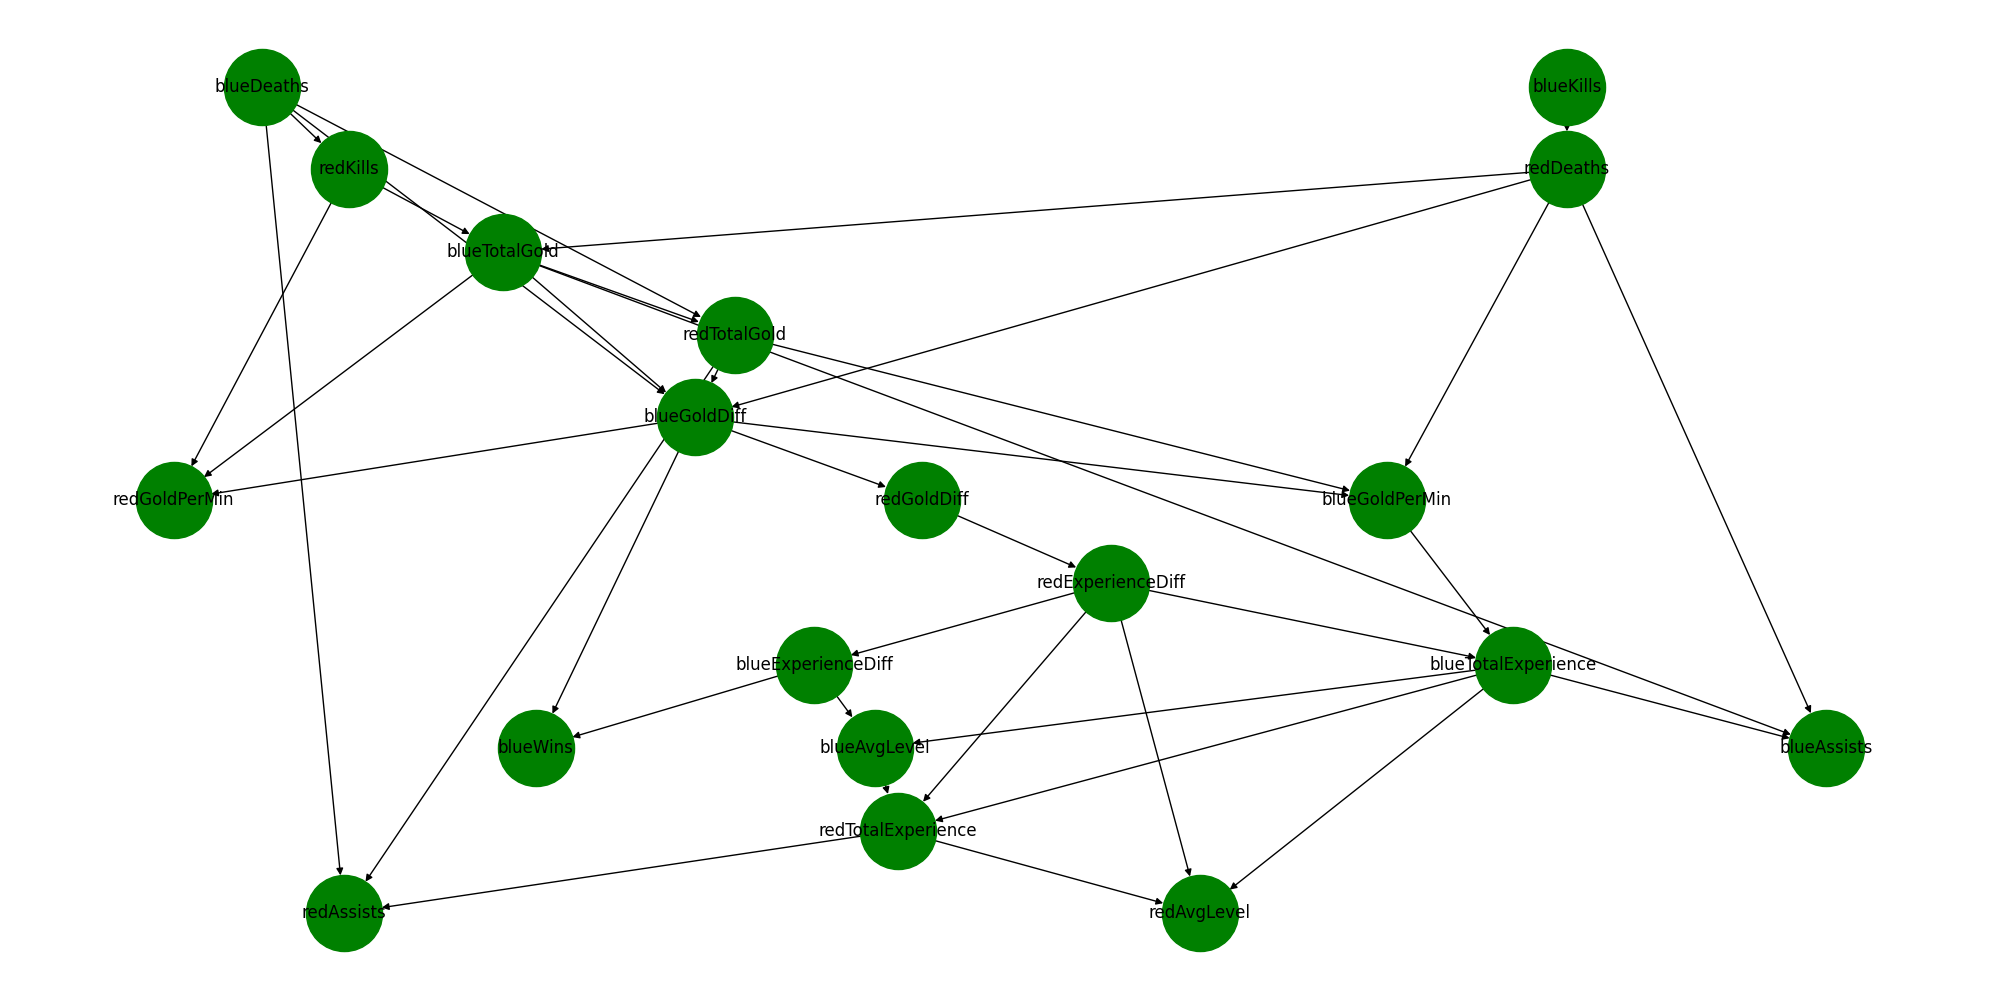 blueDeaths
blueKills
redKills
redDeaths
blueTotalGold
redTotalGold
blueGoldDiff
redGoldPerMin
redGoldDiff
blueGoldPerMin
redExperienceDiff
blueExperienceDiff
blueTotalExperience
blueWins
blueAvgLevel
blueAssists
redTotalExperience
redAssists
redAvgLevel